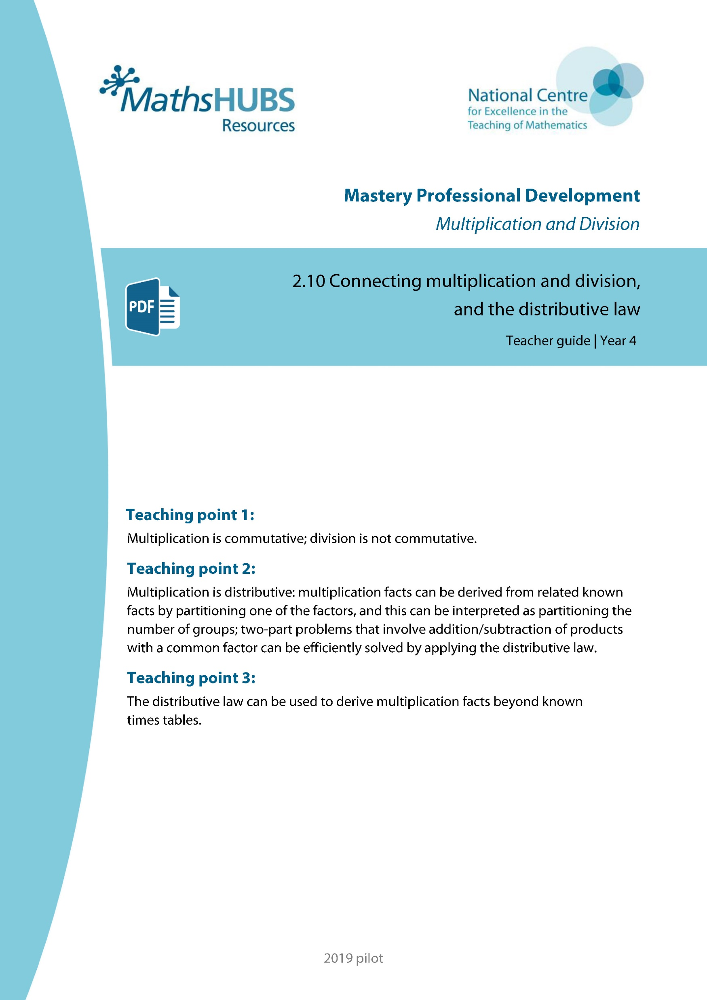 MathsHUBS
Resources
National Centre
for Excellence in the
Teaching of Mathematics
Mastery Professional Development
Multiplication and Division
PDF
2.10 Connecting multiplication and division,
and the distributive law
Teacher guide | Year 4
Teaching point 1:
Multiplication is commutative; division is not commutative.
Teaching point 2:
Multiplication is distributive: multiplication facts can be derived from related known
facts by partitioning one of the factors, and this can be interpreted as partitioning the
number of groups; two-part problems that involve addition/subtraction of products
with a common factor can be efficiently solved by applying the distributive law.
Teaching point 3:
The distributive law can be used to derive multiplication facts beyond known
times tables.
2019 pilot